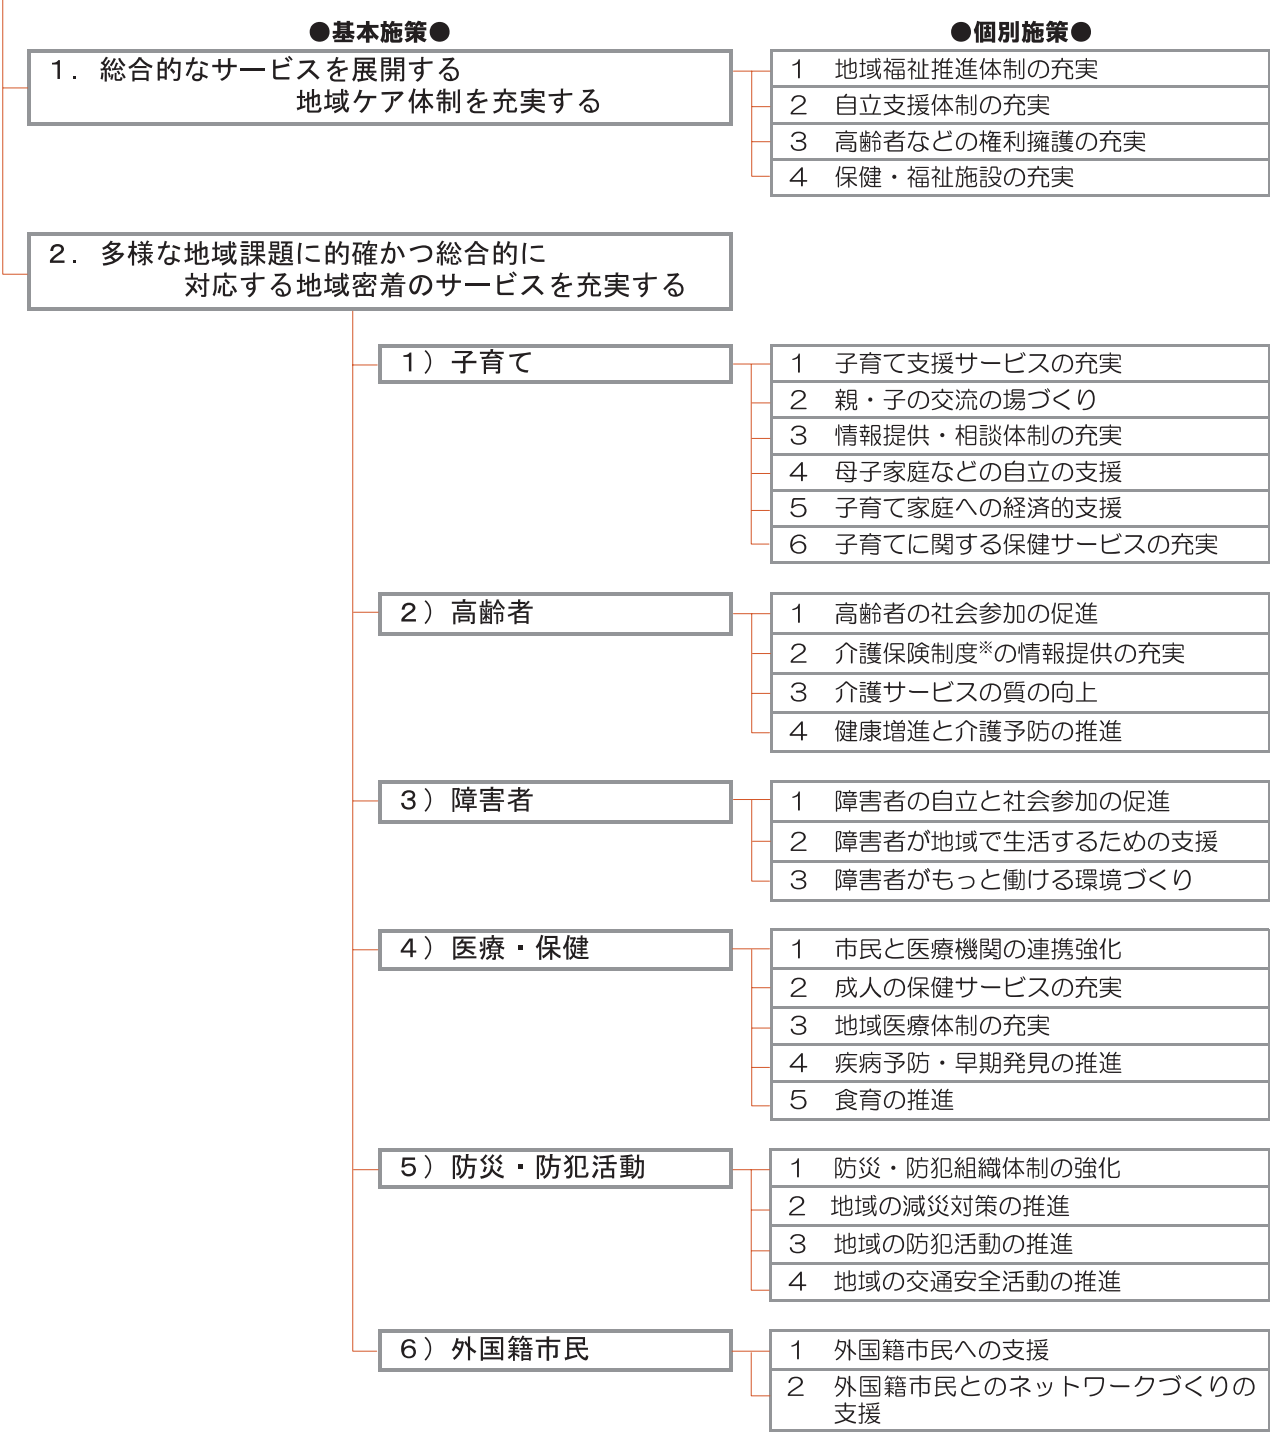 ●基本施策●
●個別施策●
1．総合的なサービスを展開する
地域ケア体制を充実する
1 地域福祉推進体制の充実
2 自立支援体制の充実
3 高齢者などの権利擁護の充実
4 保健・福祉施設の充実
2．多様な地域課題に的確かつ総合的に
対応する地域密着のサービスを充実する
1）子育て
1 子育て支援サービスの充実
2 親・子の交流の場づくり
3 情報提供・相談体制の充実
4 母子家庭などの自立の支援
5 子育て家庭への経済的支援
6 子育てに関する保健サービスの充実
2）高齢者
1 高齢者の社会参加の促進
2 介護保険制度※の情報提供の充実
3 介護サービスの質の向上
4 健康増進と介護予防の推進
3）障害者
1 障害者の自立と社会参加の促進
2 障害者が地域で生活するための支援
3 障害者がもっと働ける環境づくり
4）医療・保健
1 市民と医療機関の連携強化
2 成人の保健サービスの充実
3 地域医療体制の充実
4 疾病予防・早期発見の推進
5 食育の推進
5）防災・防犯活動
1 防災・防犯組織体制の強化
2 地域の減災対策の推進
3 地域の防犯活動の推進
4 地域の交通安全活動の推進
6）外国籍市民
1 外国籍市民への支援
2 外国籍市民とのネットワークづくりの
支援